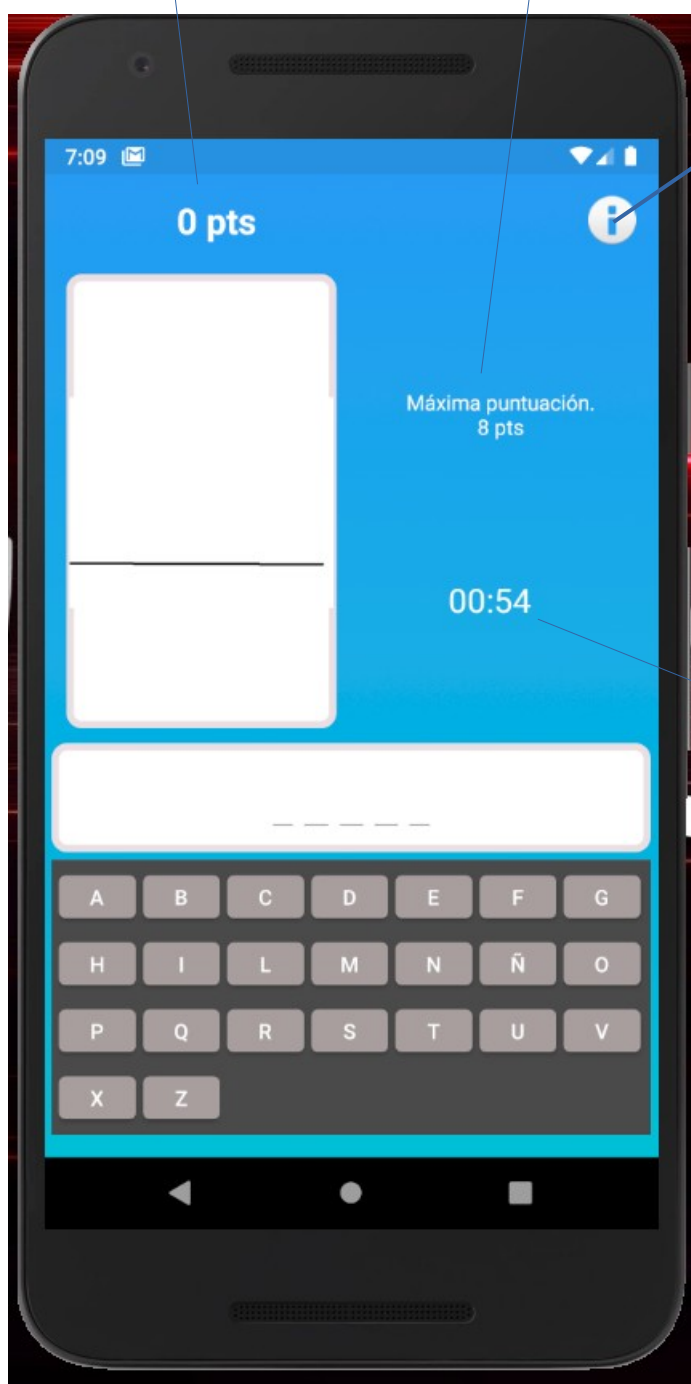 7:09
0 pts
Máxima puntuación.
8 pts
00:54
_ _ _ _ _
A B C D E F G
H I L M N Ñ O
P Q R S T U V
X Z